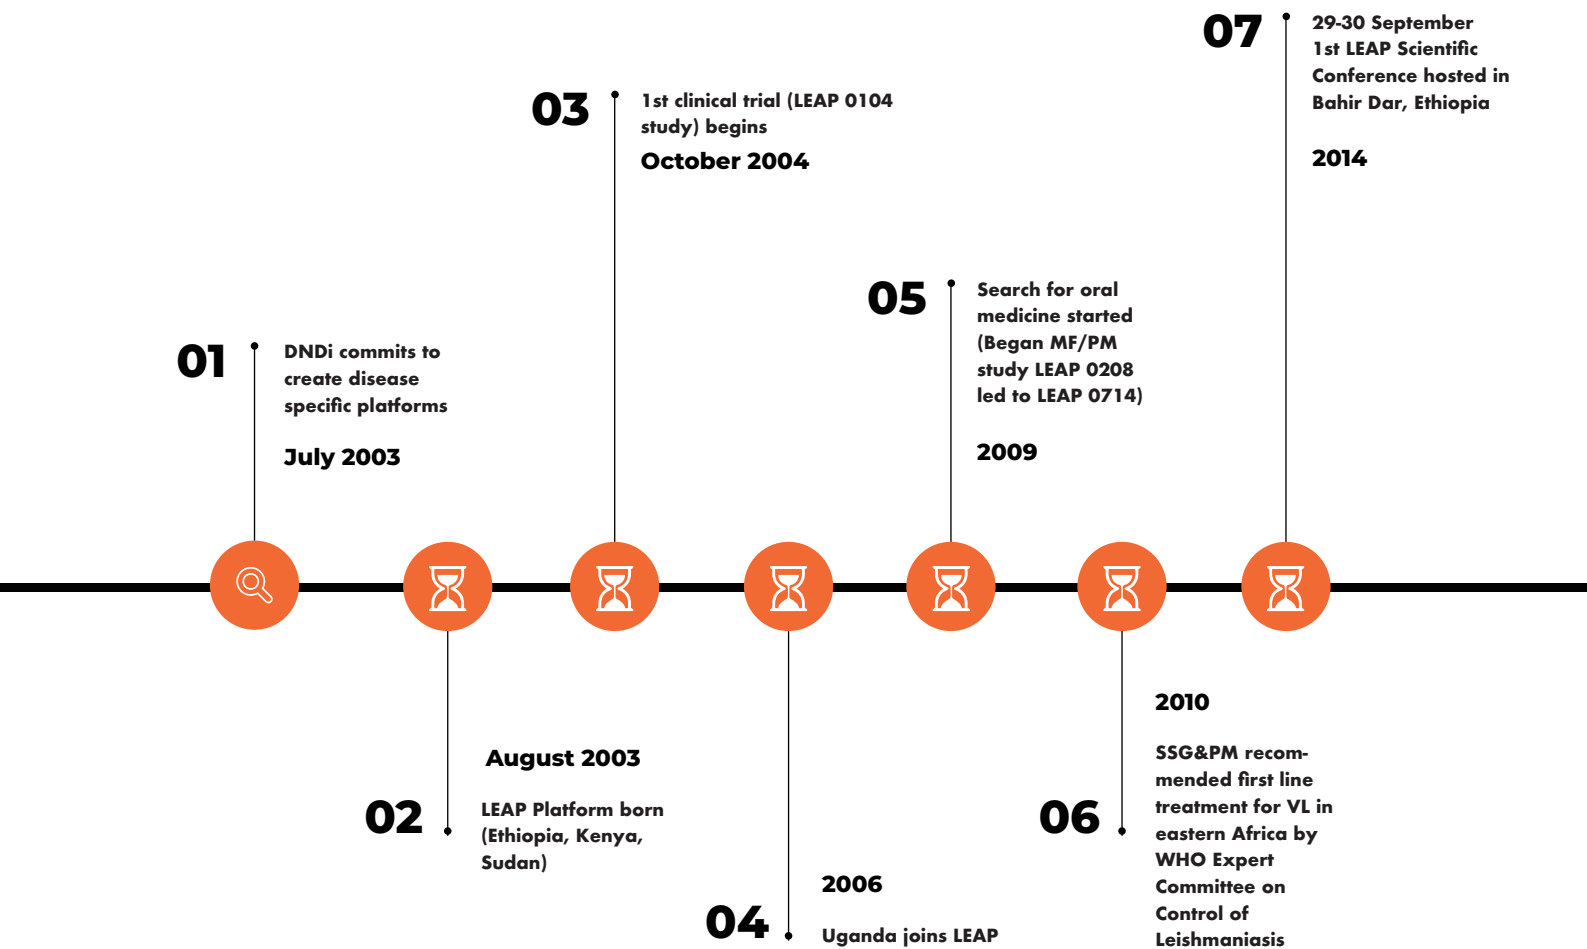 01
DNDi commits to
create disease
specific platforms
July 2003
02
August 2003
LEAP Platform born
(Ethiopia, Kenya,
Sudan)
03
1st clinical trial (LEAP 0104
study) begins
October 2004
04
2006
Uganda joins LEAP
05
Search for oral
medicine started
(Began MF/PM
study LEAP 0208
led to LEAP 0714)
2009
06
2010
SSG&PM recom-
mended first line
treatment for VL in
eastern Africa by
WHO Expert
Committee on
Control of
Leishmaniasis
07
29-30 September
1st LEAP Scientific
Conference hosted in
Bahir Dar, Ethiopia
2014